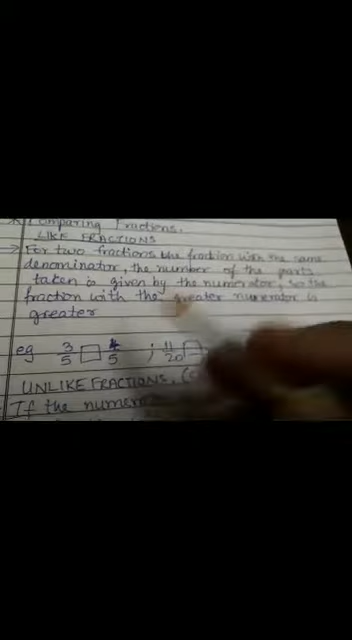 * Comparing Fractions.
LIKE FRACTIONS
→ For two fractions the fraction with the same
denominator, the number of the parts
taken is given by the numerator, so the
fraction with the greater numerator is
greater
eg 3/5 □ 4/5 ; 11/20 □
UNLIKE FRACTIONS.
If the numer